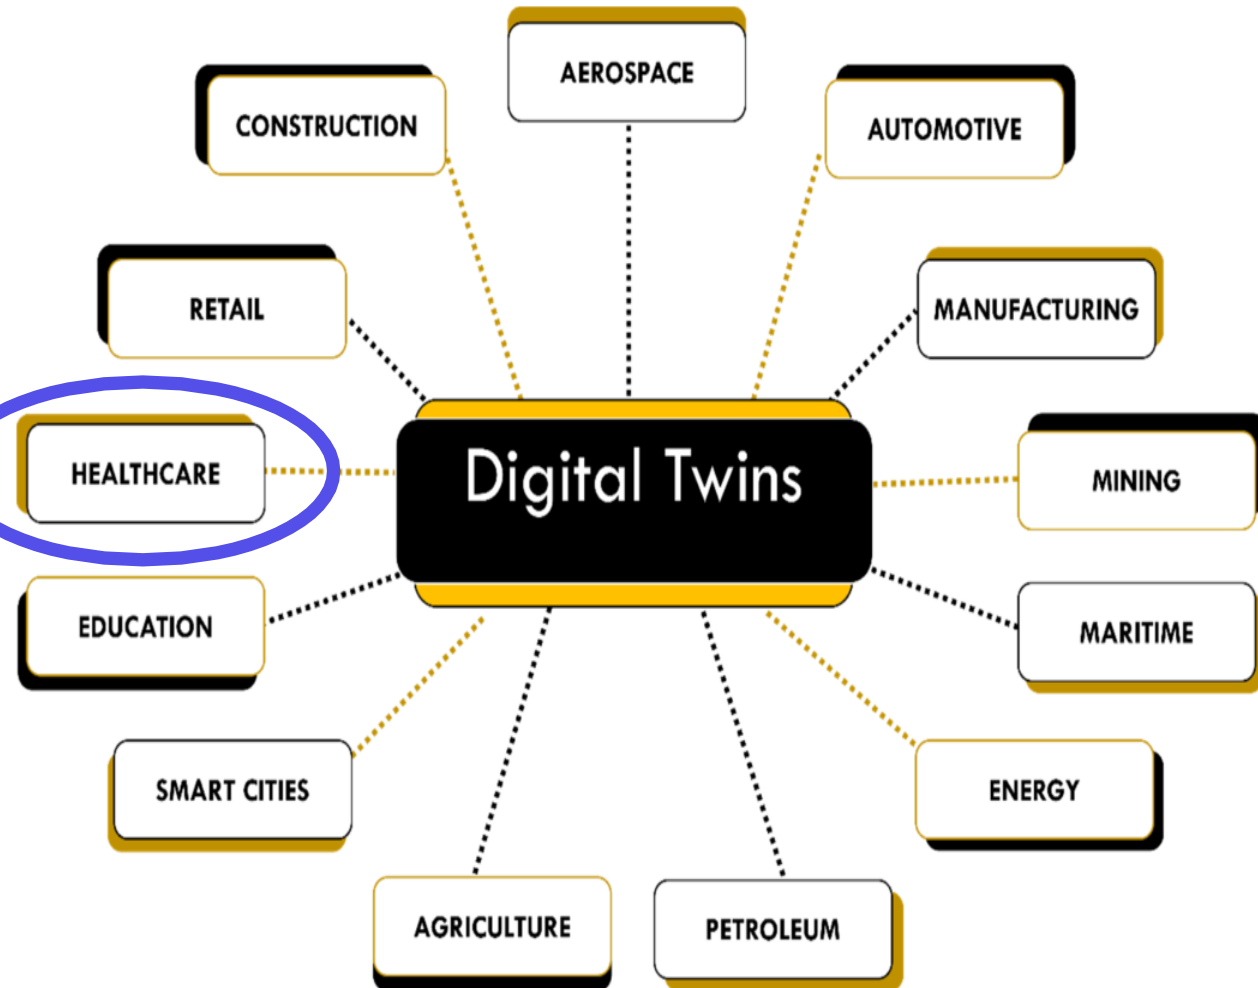 AEROSPACE
CONSTRUCTION
AUTOMOTIVE
RETAIL
MANUFACTURING
HEALTHCARE
Digital Twins
MINING
EDUCATION
MARITIME
SMART CITIES
ENERGY
AGRICULTURE
PETROLEUM